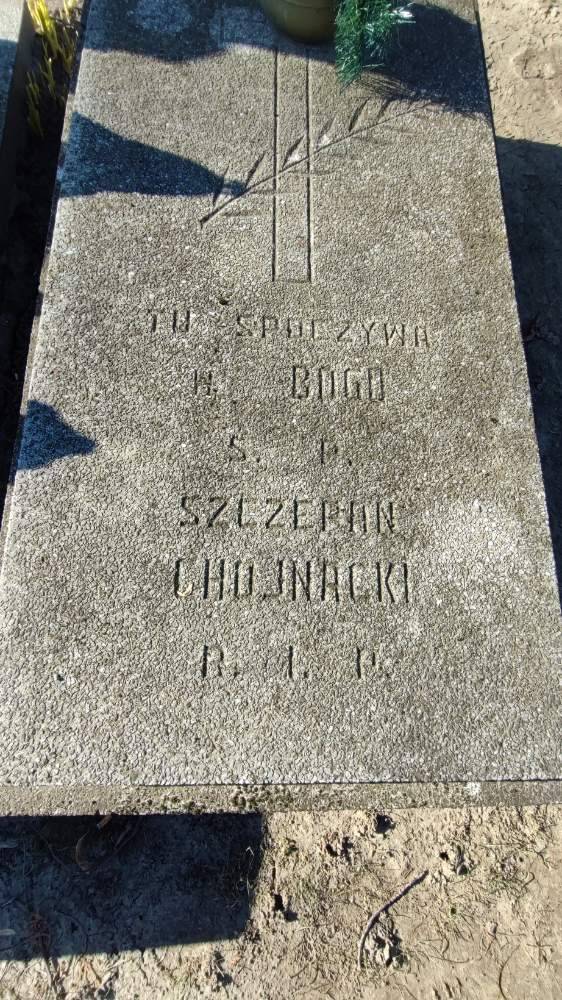 TU SPOCZYWA
W BOGU
Ś. P.
SZCZEPAN
CHOJNACKI
R. I. P.